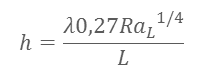 h = λ0,27Ra_L^{1/4} / L